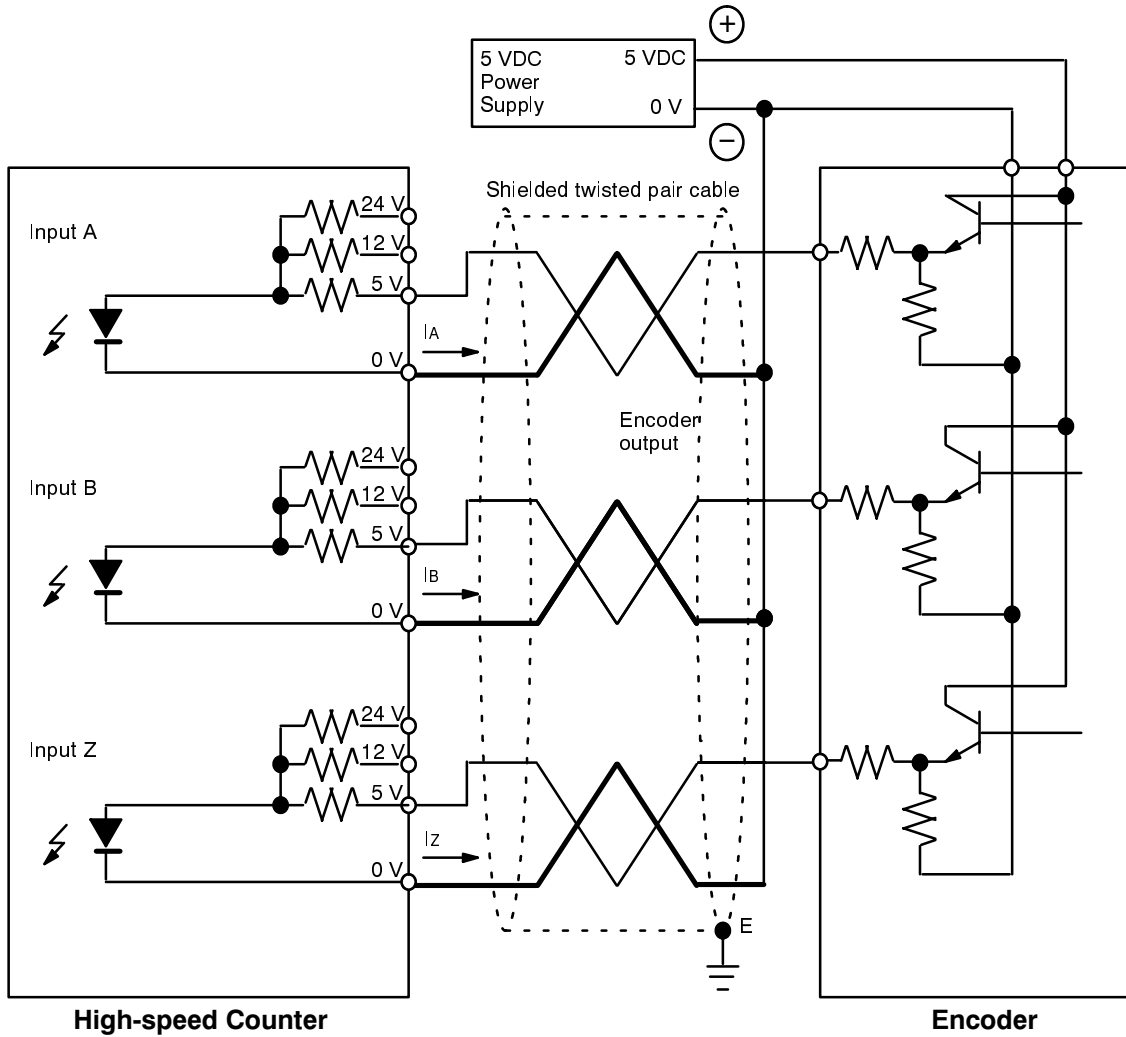 +
5 VDC 5 VDC
Power
Supply 0 V
−
Shielded twisted pair cable
Input A
24 V
12 V
5 V
IA
0 V
Encoder
output
Input B
24 V
12 V
5 V
IB
0 V
Input Z
24 V
12 V
5 V
IZ
0 V
E
High-speed Counter
Encoder